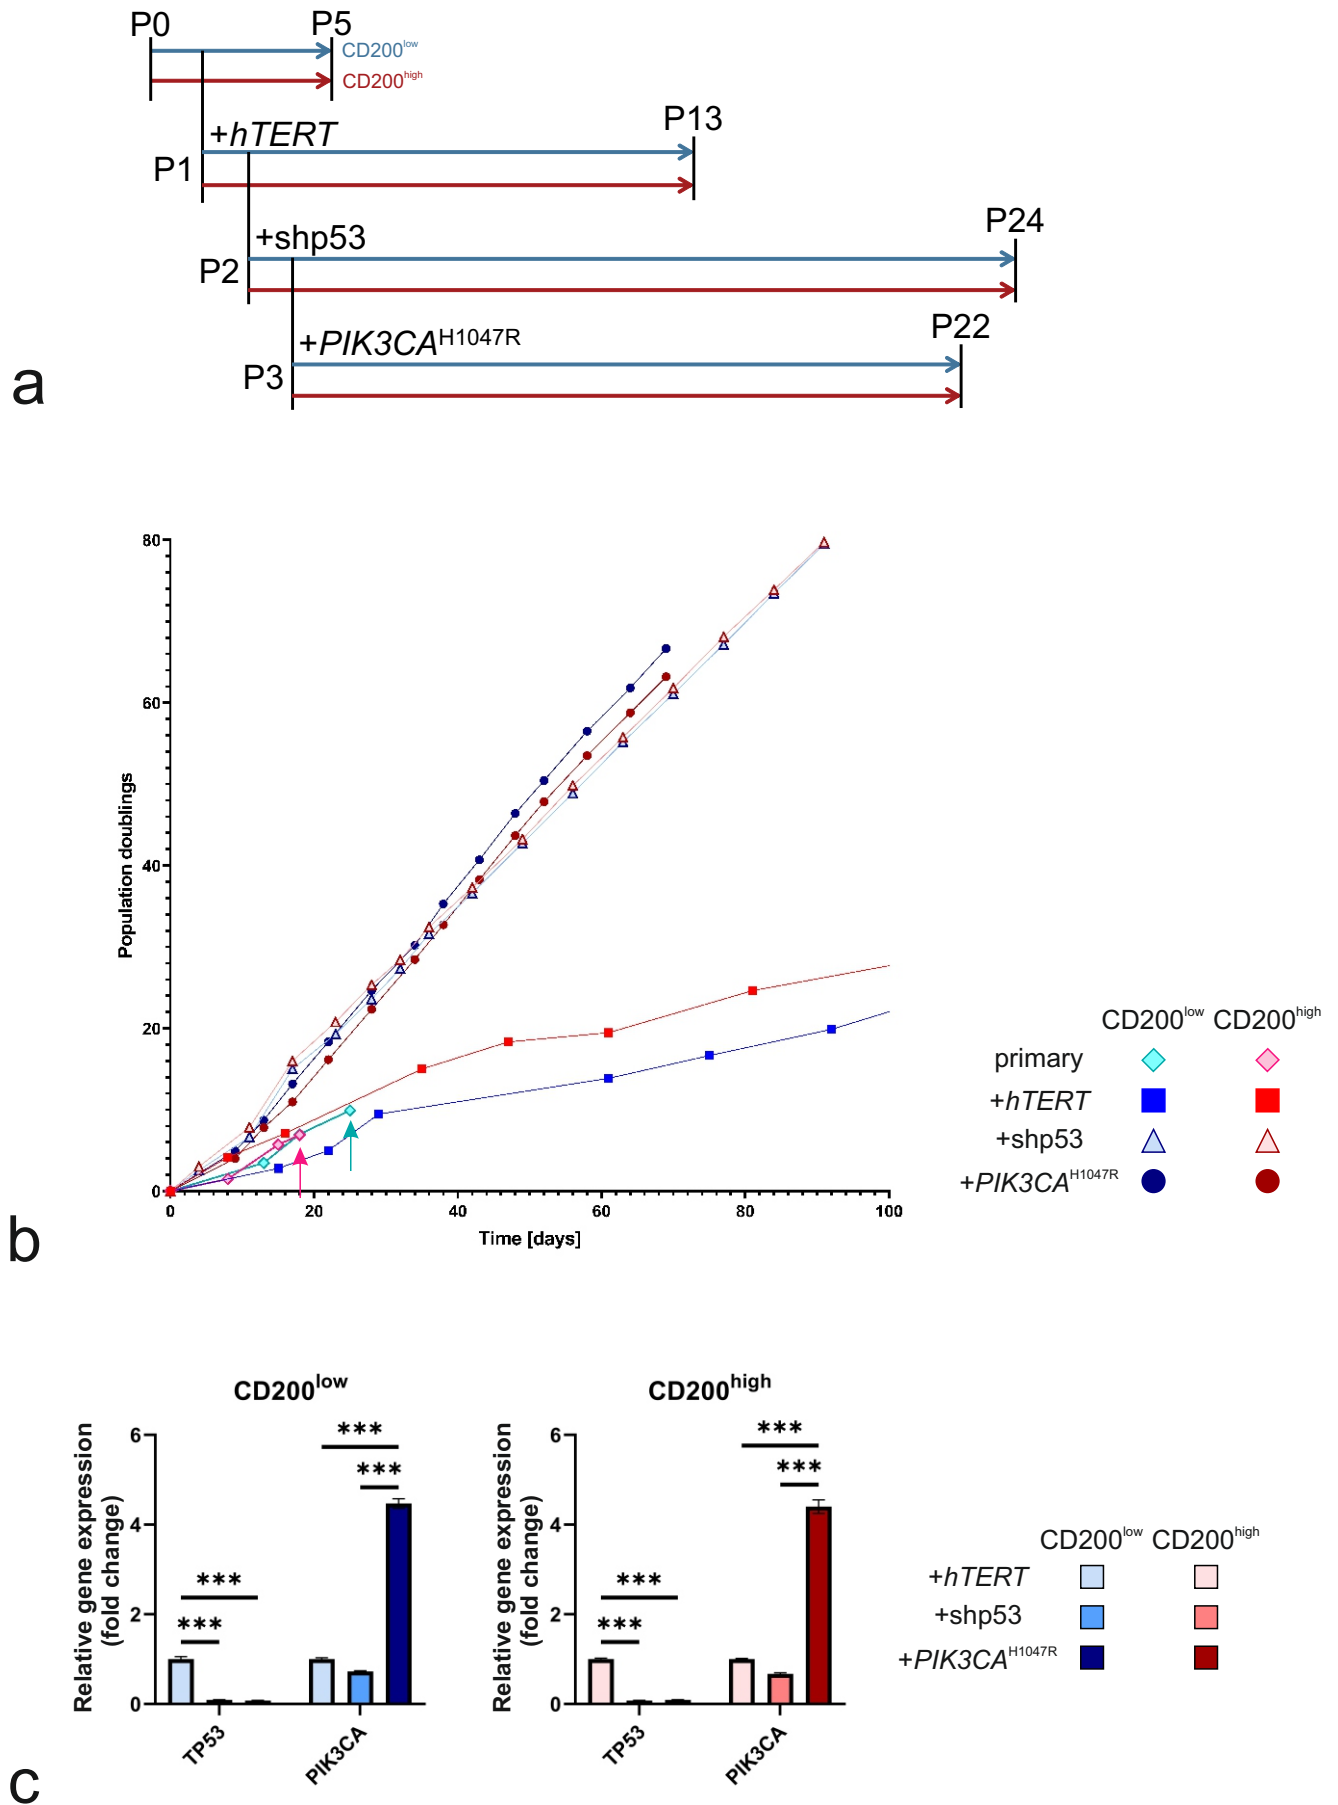 P0 P5
CD200low
CD200high
+hTERT P13
P1
+shp53 P24
P2
+PIK3CAH1047R P22
P3
a
80
60
40
20
0
Population doublings
0 20 40 60 80 100
Time [days]
CD200low CD200high
primary
+hTERT
+shp53
+PIK3CAH1047R
b
CD200low
6
4
2
0
Relative gene expression
(fold change)
*** ***
*** ***
TP53 PIK3CA
CD200high
6
4
2
0
Relative gene expression
(fold change)
*** ***
*** ***
TP53 PIK3CA
CD200low CD200high
+hTERT
+shp53
+PIK3CAH1047R
c